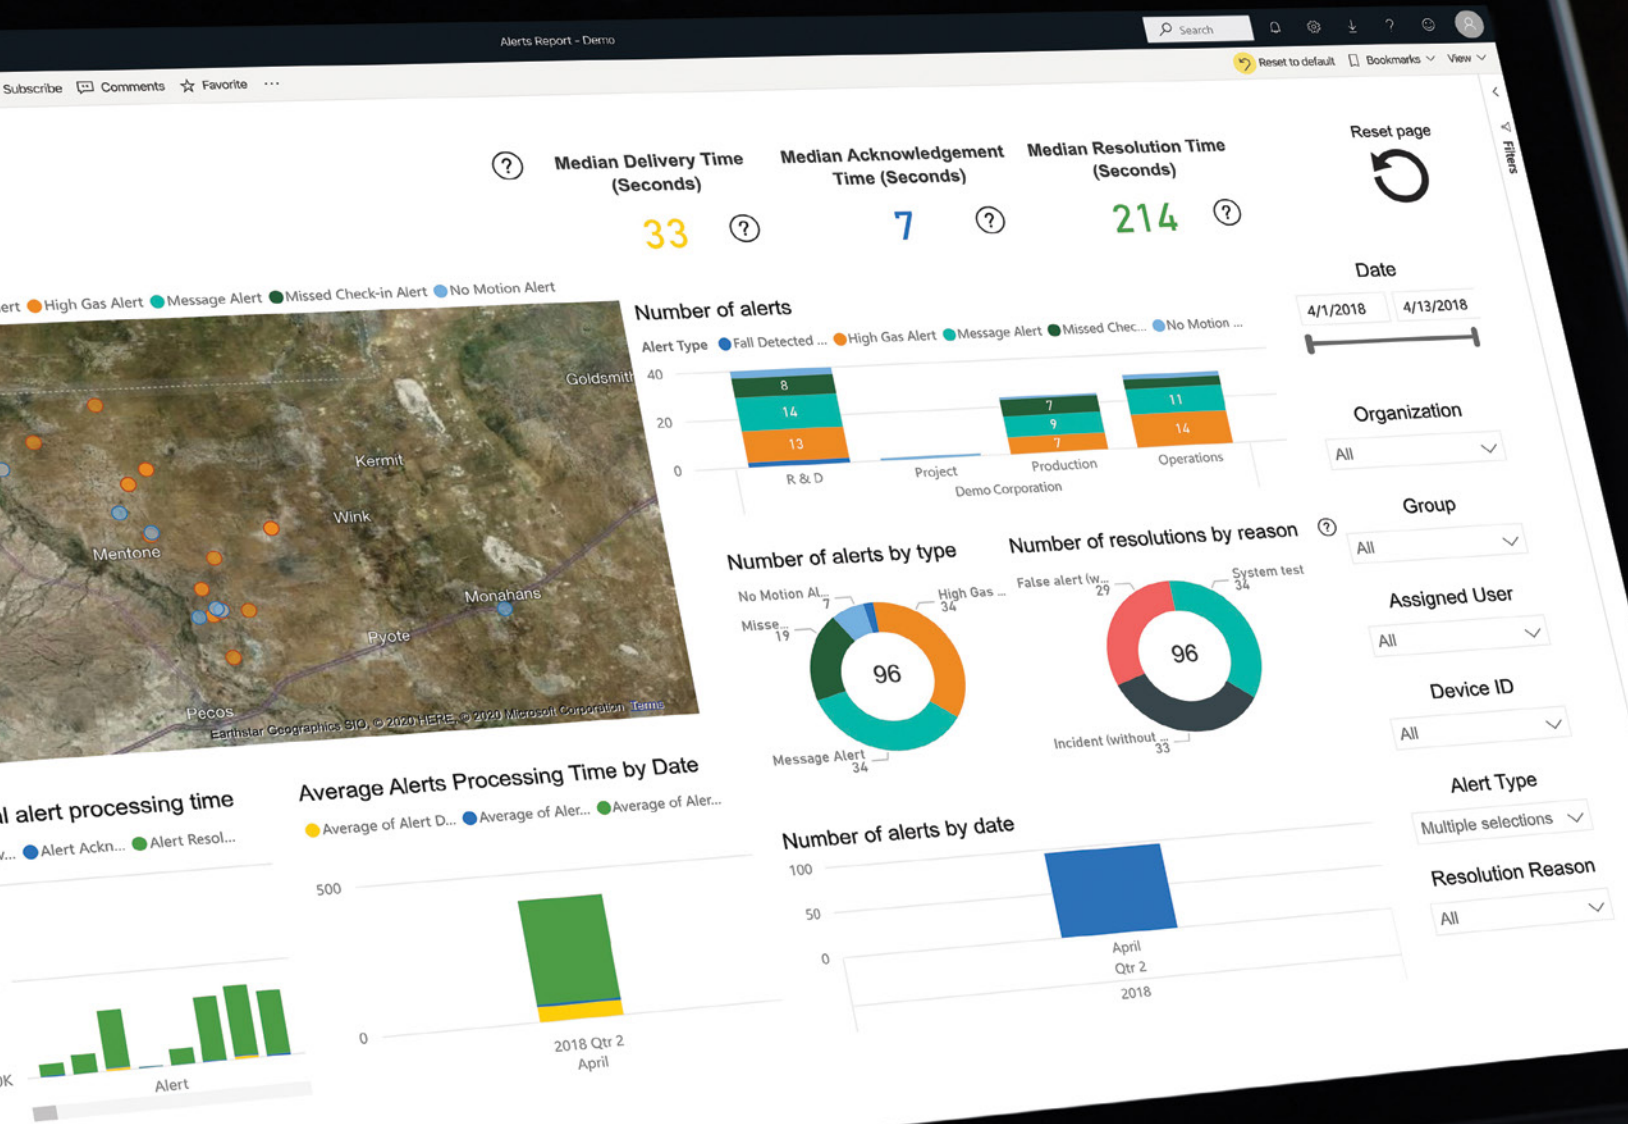 Alerts Report - Demo
Search
Subscribe
Comments
Favorite
Reset to default
Bookmarks
View
Filters
Median Delivery Time
(Seconds)
33
Median Acknowledgement
Time (Seconds)
7
Median Resolution Time
(Seconds)
214
Reset page
Date
4/1/2018
4/13/2018
Organization
All
Group
All
Assigned User
All
Device ID
All
Alert Type
Multiple selections
Resolution Reason
All
High Gas Alert
Message Alert
Missed Check-in Alert
No Motion Alert
Goldsmith
Kermit
Wink
Mentone
Monahans
Pyote
Pecos
Earthstar Geographics SIO, © 2020 HERE, © 2020 Microsoft Corporation Terms
Number of alerts
Alert Type
Fall Detected ...
High Gas Alert
Message Alert
Missed Chec...
No Motion ...
40
20
0
8
14
13
7
9
7
11
14
R & D
Project
Production
Operations
Demo Corporation
Number of alerts by type
No Motion Al...
7
High Gas ...
34
Misse...
19
96
Message Alert
34
Number of resolutions by reason
False alert (w...
29
System test
34
96
Incident (without ...
33
alert processing time
Alert Ackn...
Alert Resol...
Alert
Average Alerts Processing Time by Date
Average of Alert D...
Average of Aler...
Average of Aler...
500
0
2018 Qtr 2
April
Number of alerts by date
100
50
0
April
Qtr 2
2018